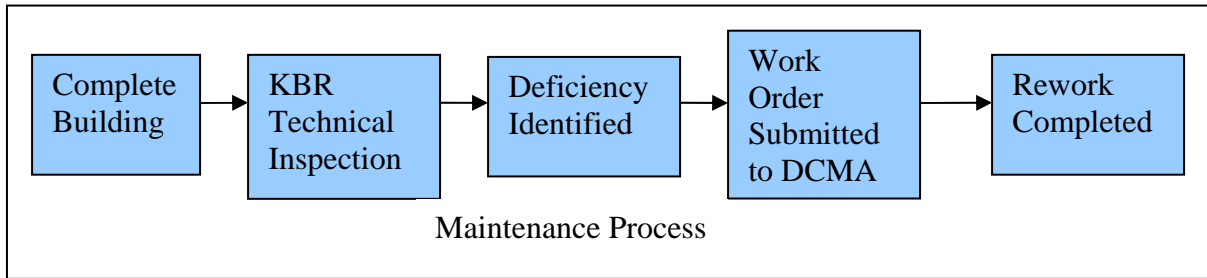 Complete
Building
KBR
Technical
Inspection
Deficiency
Identified
Work
Order
Submitted
to DCMA
Rework
Completed
Maintenance Process